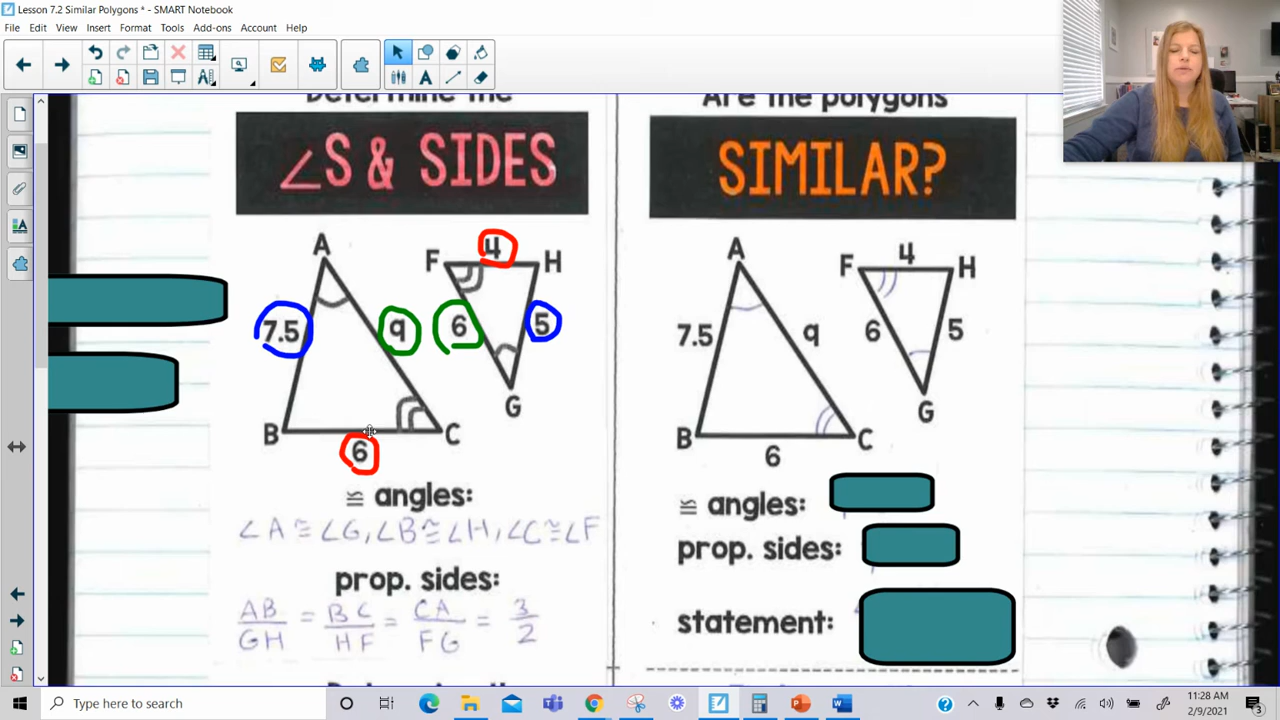 Lesson 7.2 Similar Polygons * - SMART Notebook
File Edit View Insert Format Tools Add-ons Account Help
Determine the
∠S & SIDES
A
F 4 H
7.5 9 6 5
G
B C
6
≅ angles:
∠A ≅ ∠G, ∠B ≅ ∠H, ∠C ≅ ∠F
prop. sides:
AB/GH = BC/HF = CA/FG = 3/2
Are the polygons
SIMILAR?
A
F 4 H
7.5 9 6 5
G
B C
6
≅ angles:
prop. sides:
statement:
Type here to search
11:28 AM
2/9/2021
3